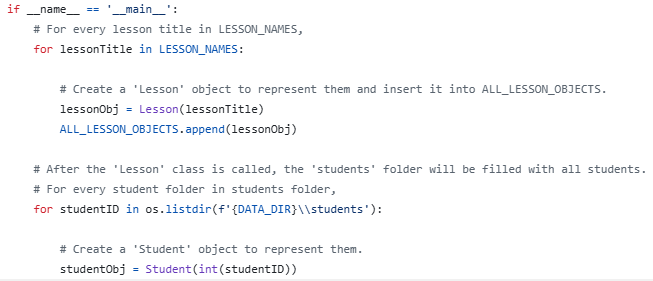 if __name__ == '__main__':
    # For every lesson title in LESSON_NAMES,
    for lessonTitle in LESSON_NAMES:

        # Create a 'Lesson' object to represent them and insert it into ALL_LESSON_OBJECTS.
        lessonObj = Lesson(lessonTitle)
        ALL_LESSON_OBJECTS.append(lessonObj)

    # After the 'Lesson' class is called, the 'students' folder will be filled with all students.
    # For every student folder in students folder,
    for studentID in os.listdir(f'{DATA_DIR}\\students'):

        # Create a 'Student' object to represent them.
        studentObj = Student(int(studentID))